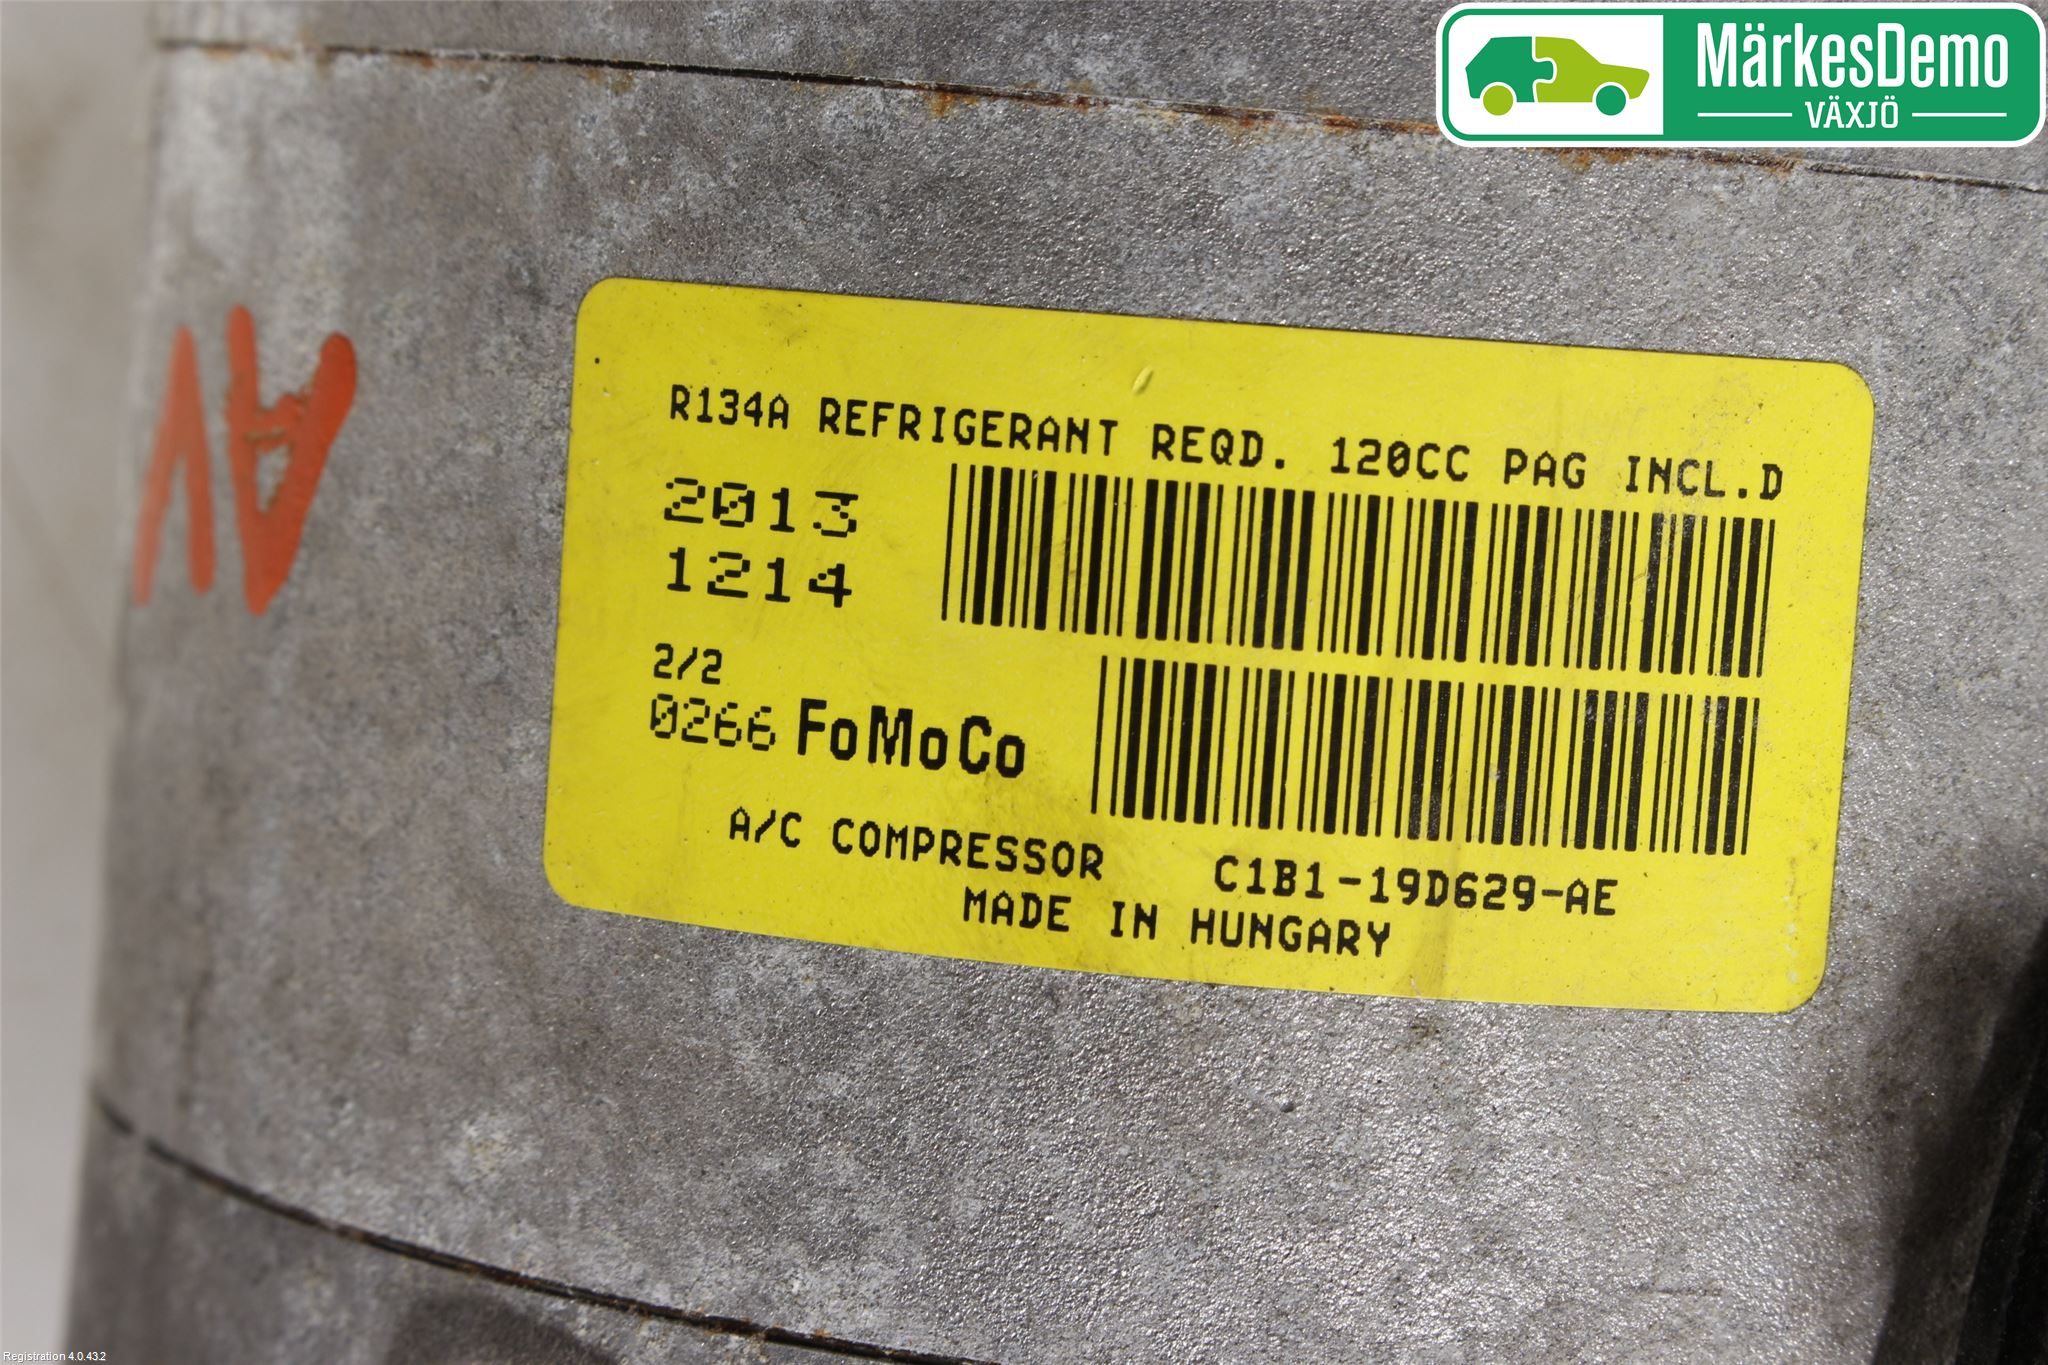 MärkesDemo
VÄXJÖ
R134A REFRIGERANT REQD. 120CC PAG INCL.D
2013
1214
2/2
0266 FoMoCo
A/C COMPRESSOR C1B1-19D629-AE
MADE IN HUNGARY
Registration 4.0.43.2